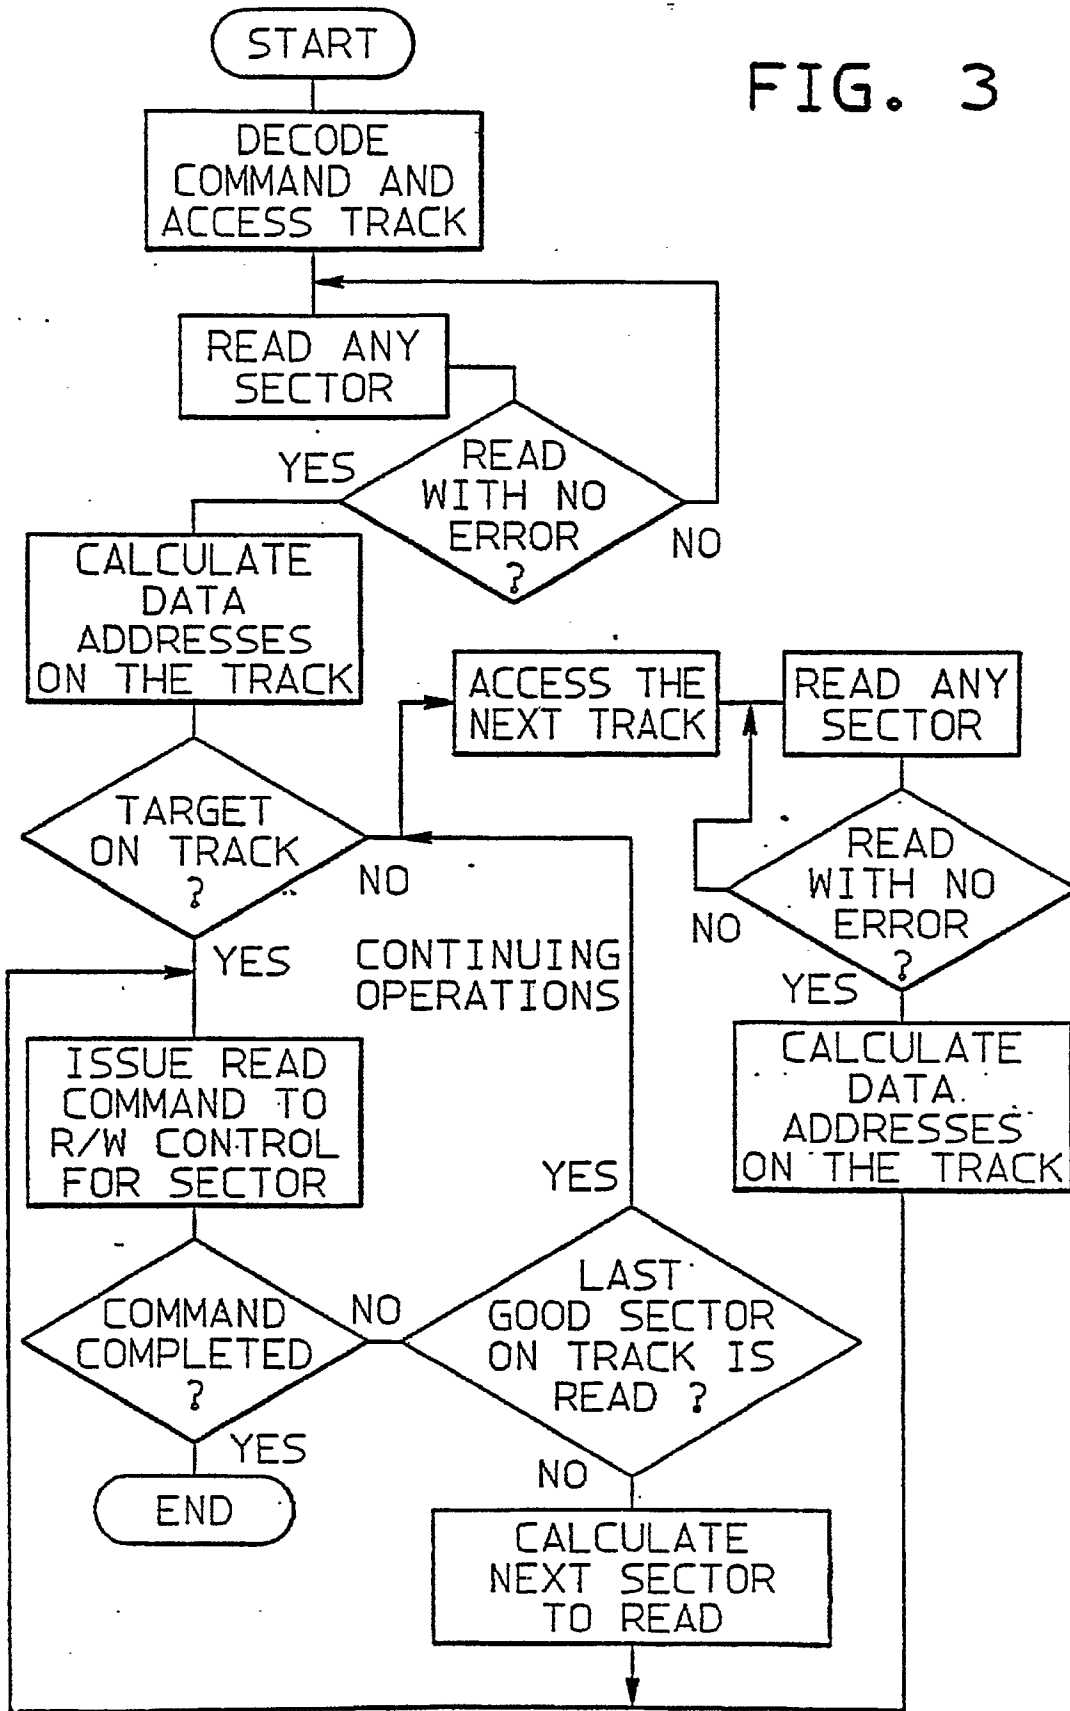 START
FIG. 3
DECODE
COMMAND AND
ACCESS TRACK
READ ANY
SECTOR
YES
READ
WITH NO
ERROR
?
NO
CALCULATE
DATA
ADDRESSES
ON THE TRACK
ACCESS THE
NEXT TRACK
READ ANY
SECTOR
TARGET
ON TRACK
?
NO
YES
READ
WITH NO
ERROR
?
NO
YES
CONTINUING
OPERATIONS
CALCULATE
DATA
ADDRESSES
ON THE TRACK
ISSUE READ
COMMAND TO
R/W CONTROL
FOR SECTOR
YES
COMMAND
COMPLETED
?
NO
YES
LAST
GOOD SECTOR
ON TRACK IS
READ ?
NO
END
CALCULATE
NEXT SECTOR
TO READ